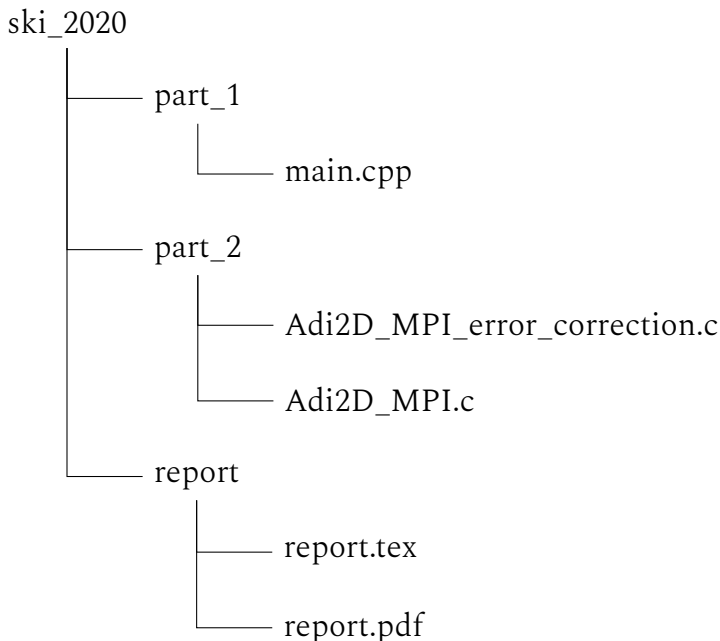 ski_2020
part_1
main.cpp
part_2
Adi2D_MPI_error_correction.c
Adi2D_MPI.c
report
report.tex
report.pdf